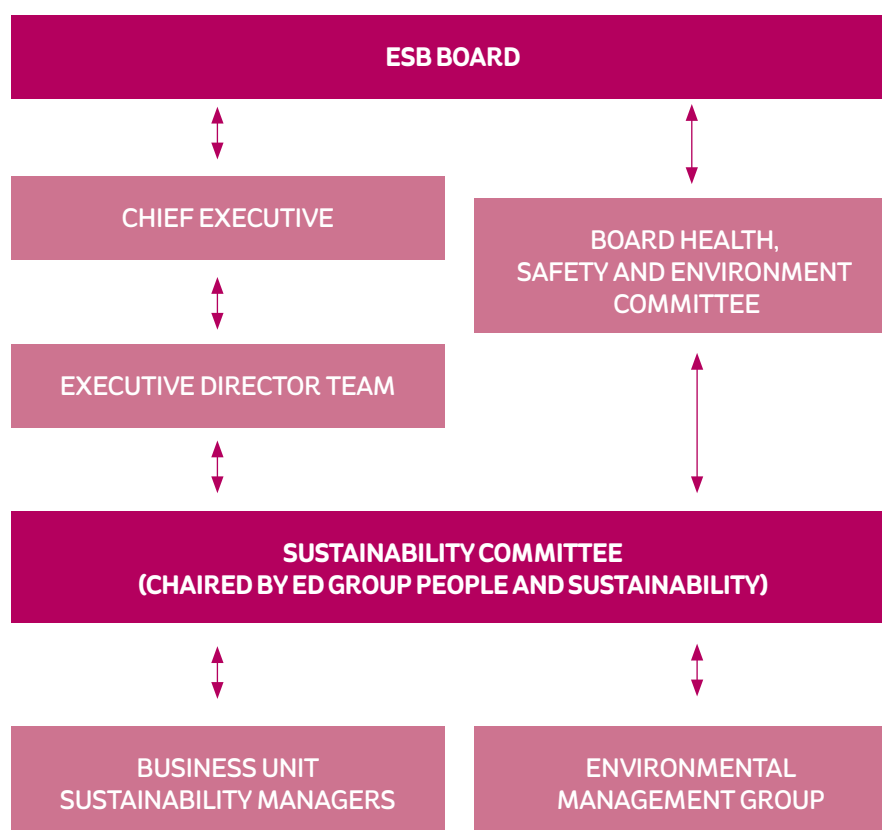 ESB BOARD
CHIEF EXECUTIVE
BOARD HEALTH,
SAFETY AND ENVIRONMENT
COMMITTEE
EXECUTIVE DIRECTOR TEAM
SUSTAINABILITY COMMITTEE
(CHAIRED BY ED GROUP PEOPLE AND SUSTAINABILITY)
BUSINESS UNIT
SUSTAINABILITY MANAGERS
ENVIRONMENTAL
MANAGEMENT GROUP